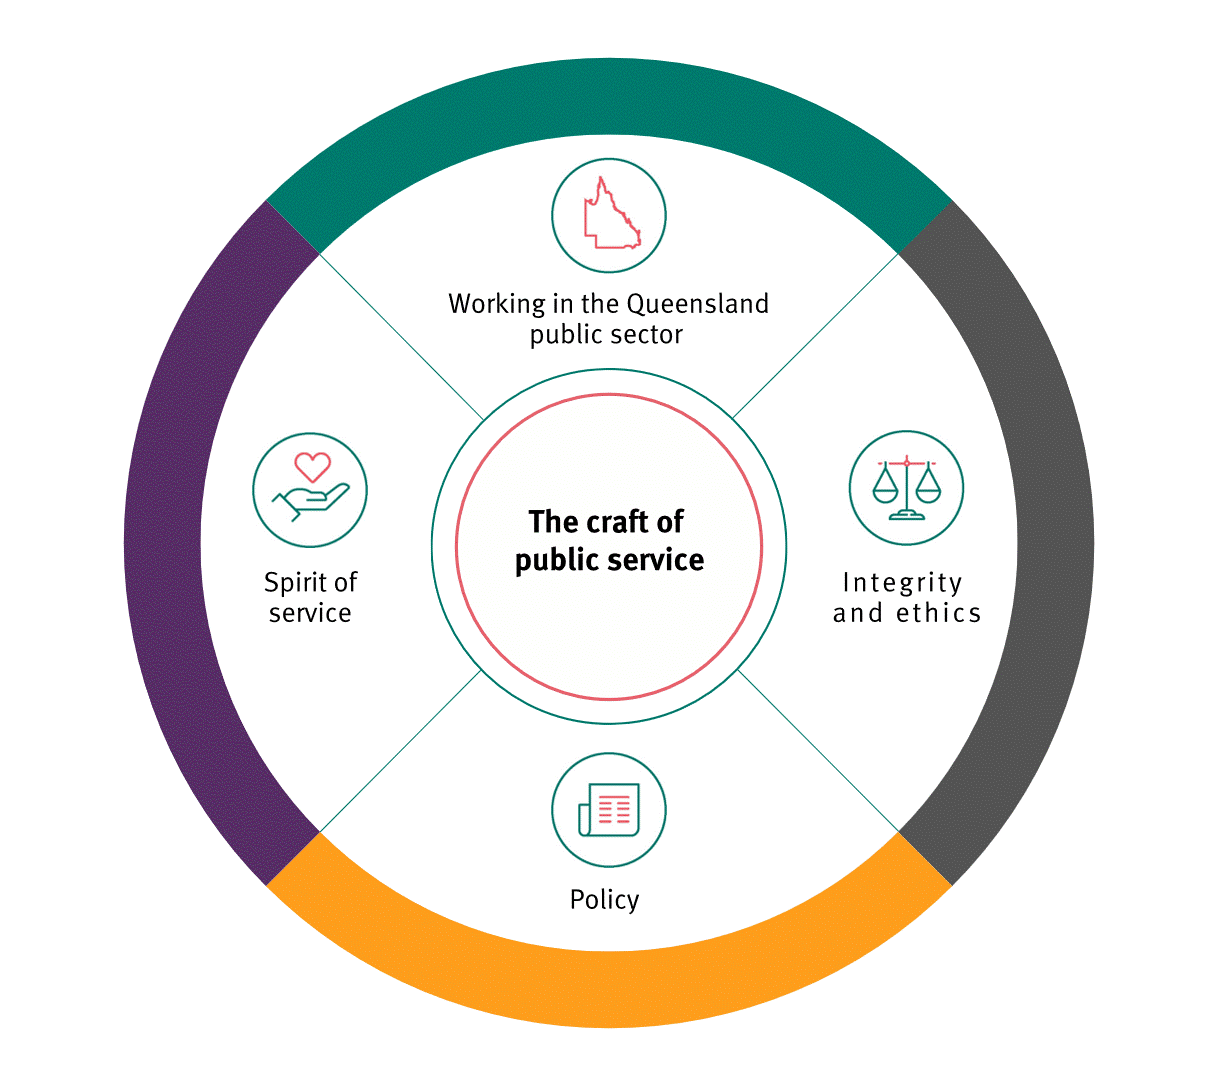 Working in the Queensland
public sector
The craft of
public service
Spirit of
service
Integrity
and ethics
Policy